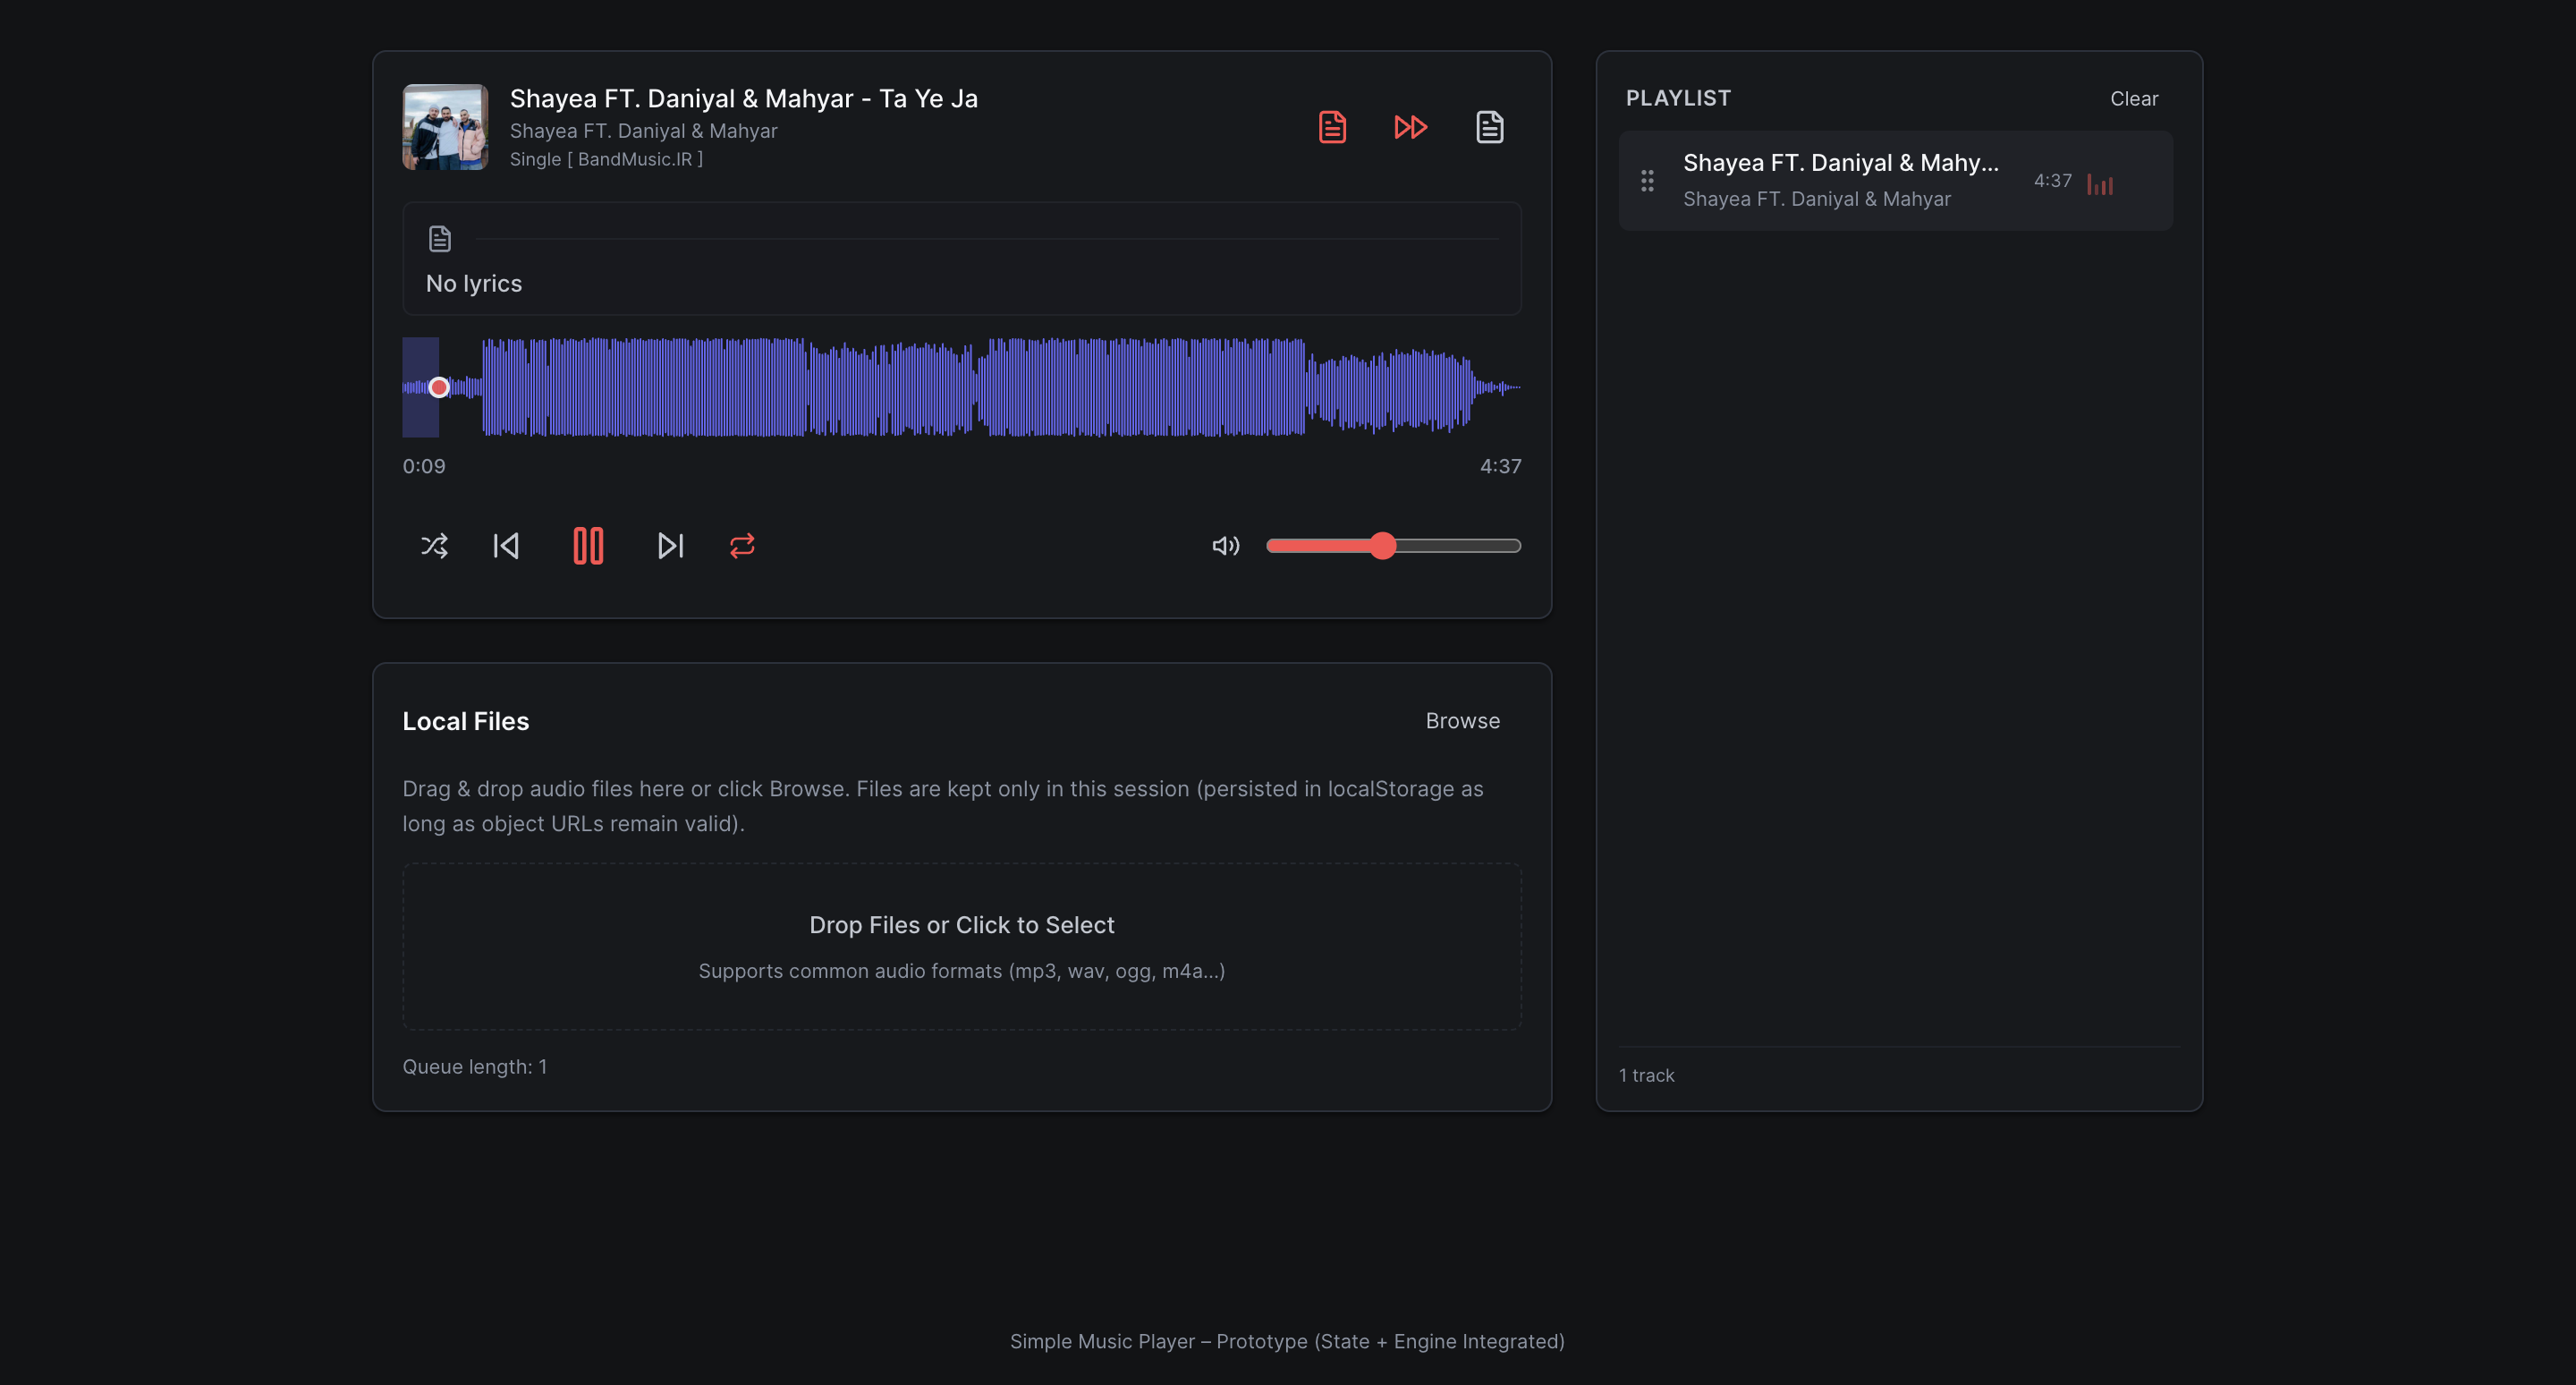 Shayea FT. Daniyal & Mahyar - Ta Ye Ja
Shayea FT. Daniyal & Mahyar
Single [ BandMusic.IR ]
No lyrics
0:09
4:37
Local Files
Browse
Drag & drop audio files here or click Browse. Files are kept only in this session (persisted in localStorage as
long as object URLs remain valid).
Drop Files or Click to Select
Supports common audio formats (mp3, wav, ogg, m4a...)
Queue length: 1
PLAYLIST
Clear
Shayea FT. Daniyal & Mahy...
4:37
Shayea FT. Daniyal & Mahyar
1 track
Simple Music Player – Prototype (State + Engine Integrated)